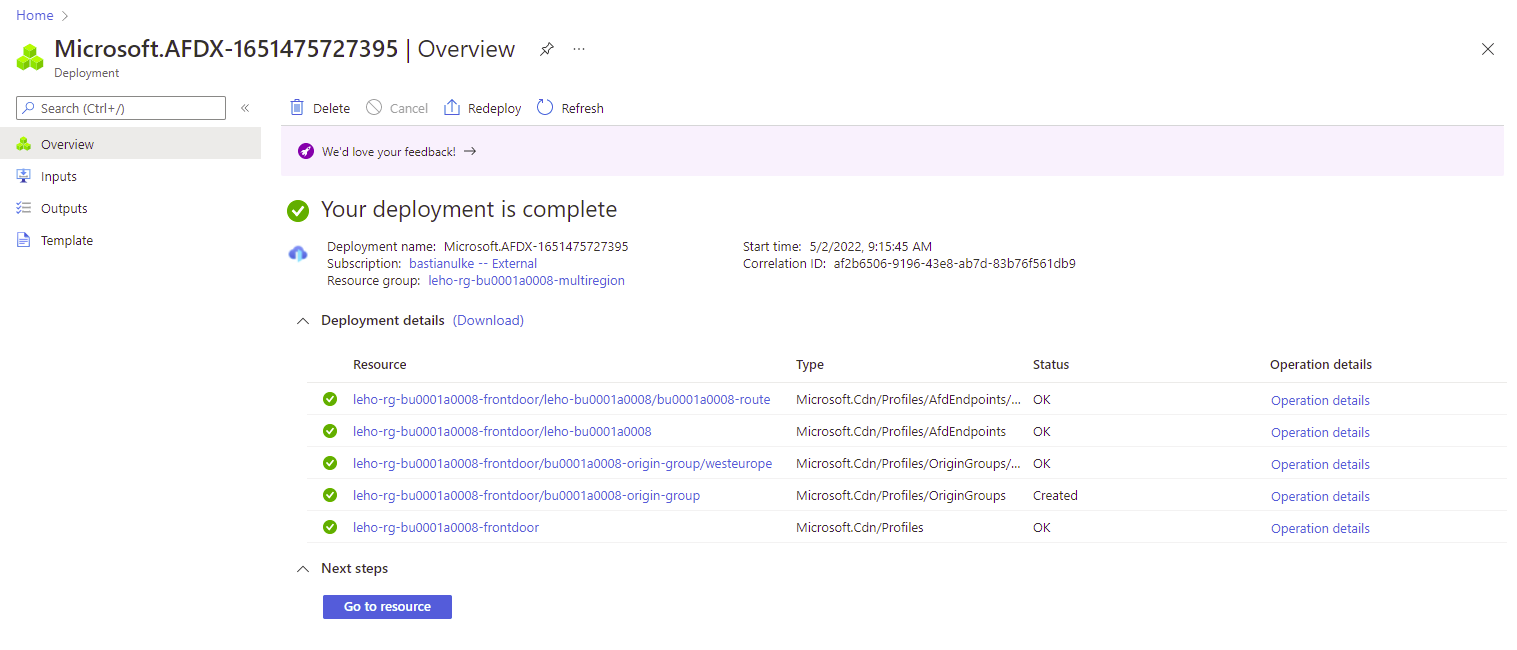 Home
Microsoft.AFDX-1651475727395 | Overview
Deployment
Search (Ctrl+/)
Delete Cancel Redeploy Refresh
Overview
We'd love your feedback!
Inputs
Outputs
Your deployment is complete
Template
Deployment name: Microsoft.AFDX-1651475727395 Start time: 5/2/2022, 9:15:45 AM
Subscription: bastianulke -- External Correlation ID: af2b6506-9196-43e8-ab7d-83b76f561db9
Resource group: leho-rg-bu0001a0008-multiregion
Deployment details (Download)
Resource Type Status Operation details
leho-rg-bu0001a0008-frontdoor/leho-bu0001a0008/bu0001a0008-route Microsoft.Cdn/Profiles/AfdEndpoints/... OK Operation details
leho-rg-bu0001a0008-frontdoor/leho-bu0001a0008 Microsoft.Cdn/Profiles/AfdEndpoints OK Operation details
leho-rg-bu0001a0008-frontdoor/bu0001a0008-origin-group/westeurope Microsoft.Cdn/Profiles/OriginGroups/... OK Operation details
leho-rg-bu0001a0008-frontdoor/bu0001a0008-origin-group Microsoft.Cdn/Profiles/OriginGroups Created Operation details
leho-rg-bu0001a0008-frontdoor Microsoft.Cdn/Profiles OK Operation details
Next steps
Go to resource